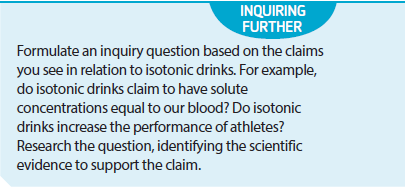 INQUIRING
FURTHER
Formulate an inquiry question based on the claims
you see in relation to isotonic drinks. For example,
do isotonic drinks claim to have solute
concentrations equal to our blood? Do isotonic
drinks increase the performance of athletes?
Research the question, identifying the scientific
evidence to support the claim.